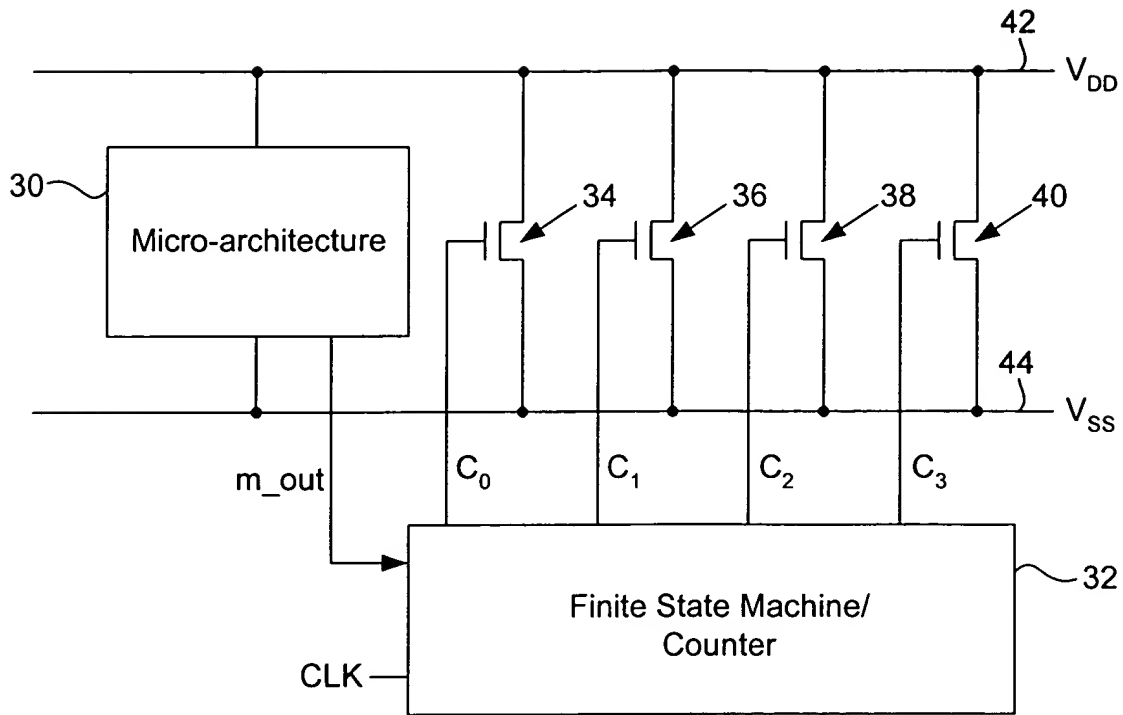 42
V_DD
30
Micro-architecture
34
36
38
40
44
V_SS
m_out
C_0
C_1
C_2
C_3
Finite State Machine/
Counter
32
CLK